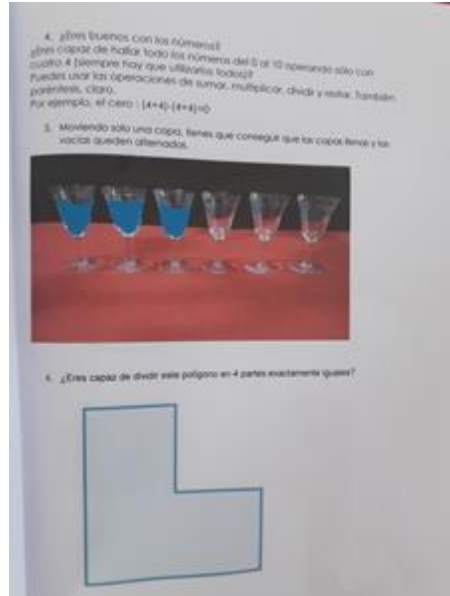 4. ¿Eres buenos con los números?
¿Eres capaz de hallar todo los números del 0 al 10 operando sólo con
cuatro 4 (siempre hay que utilizarlos todos)?
Puedes usar las operaciones de sumar, multiplicar, dividir y restar. También
paréntesis, claro.
Por ejemplo, el cero : (4+4)-(4+4)=0
5. Moviendo solo una copa, tienes que conseguir que las copas llenas y las
vacías queden alternadas.
6. ¿Eres capaz de dividir este polígono en 4 partes exactamente iguales?